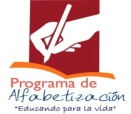 Programa de
Alfabetización
"Educando para la vida"